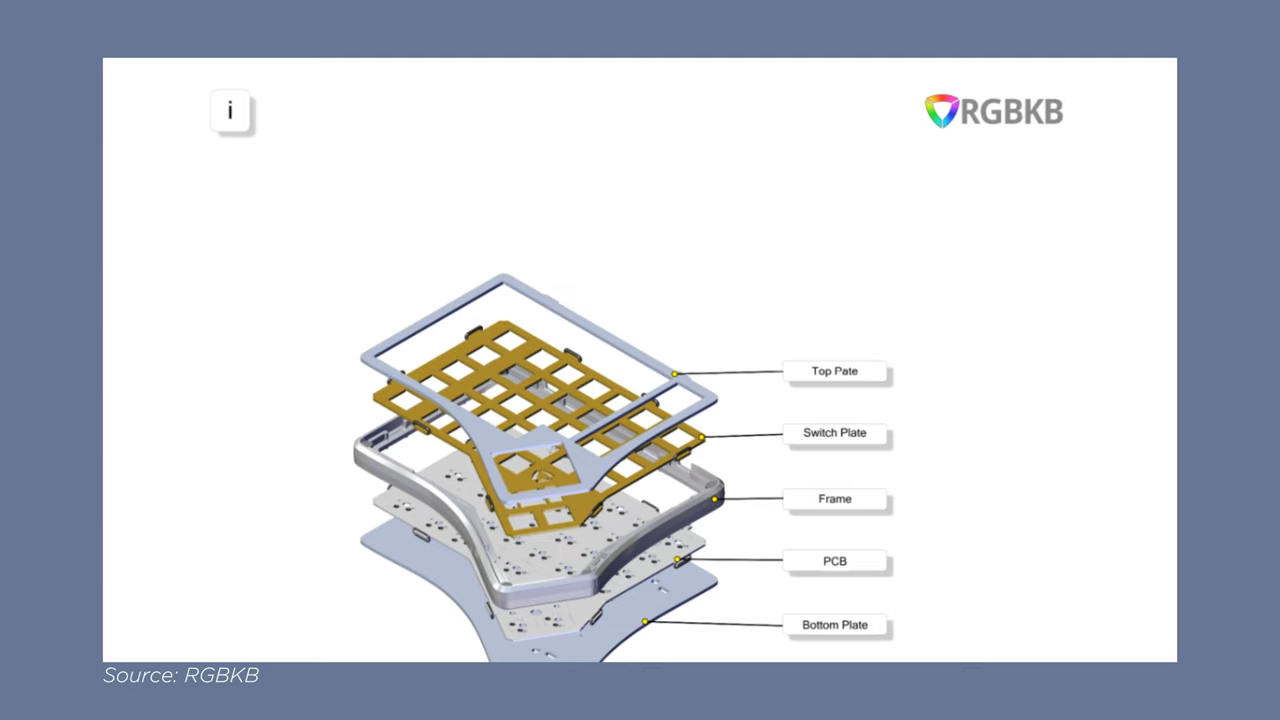 i
RGBKB
Top Pate
Switch Plate
Frame
PCB
Bottom Plate
Source: RGBKB